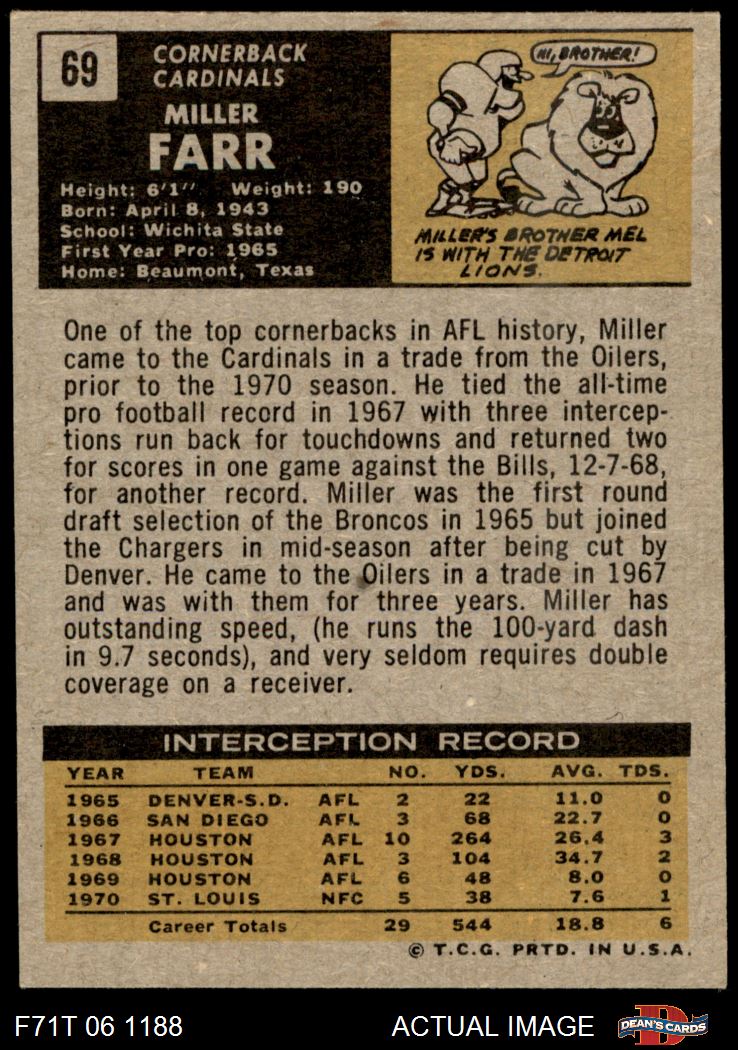 69
CORNERBACK
CARDINALS
MILLER
FARR
Height: 6'1" Weight: 190
Born: April 8, 1943
School: Wichita State
First Year Pro: 1965
Home: Beaumont, Texas
HI, BROTHER!
MILLER'S BROTHER MEL
IS WITH THE DETROIT
LIONS.
One of the top cornerbacks in AFL history, Miller
came to the Cardinals in a trade from the Oilers,
prior to the 1970 season. He tied the all-time
pro football record in 1967 with three intercep-
tions run back for touchdowns and returned two
for scores in one game against the Bills, 12-7-68,
for another record. Miller was the first round
draft selection of the Broncos in 1965 but joined
the Chargers in mid-season after being cut by
Denver. He came to the Oilers in a trade in 1967
and was with them for three years. Miller has
outstanding speed, (he runs the 100-yard dash
in 9.7 seconds), and very seldom requires double
coverage on a receiver.
INTERCEPTION RECORD
YEAR TEAM NO. YDS. AVG. TDS.
1965 DENVER-S.D. AFL 2 22 11.0 0
1966 SAN DIEGO AFL 3 68 22.7 0
1967 HOUSTON AFL 10 264 26.4 3
1968 HOUSTON AFL 3 104 34.7 2
1969 HOUSTON AFL 6 48 8.0 0
1970 ST. LOUIS NFC 5 38 7.6 1
Career Totals 29 544 18.8 6
© T.C.G. PRTD. IN U.S.A.
F71T 06 1188 ACTUAL IMAGE D DEAN'S CARDS